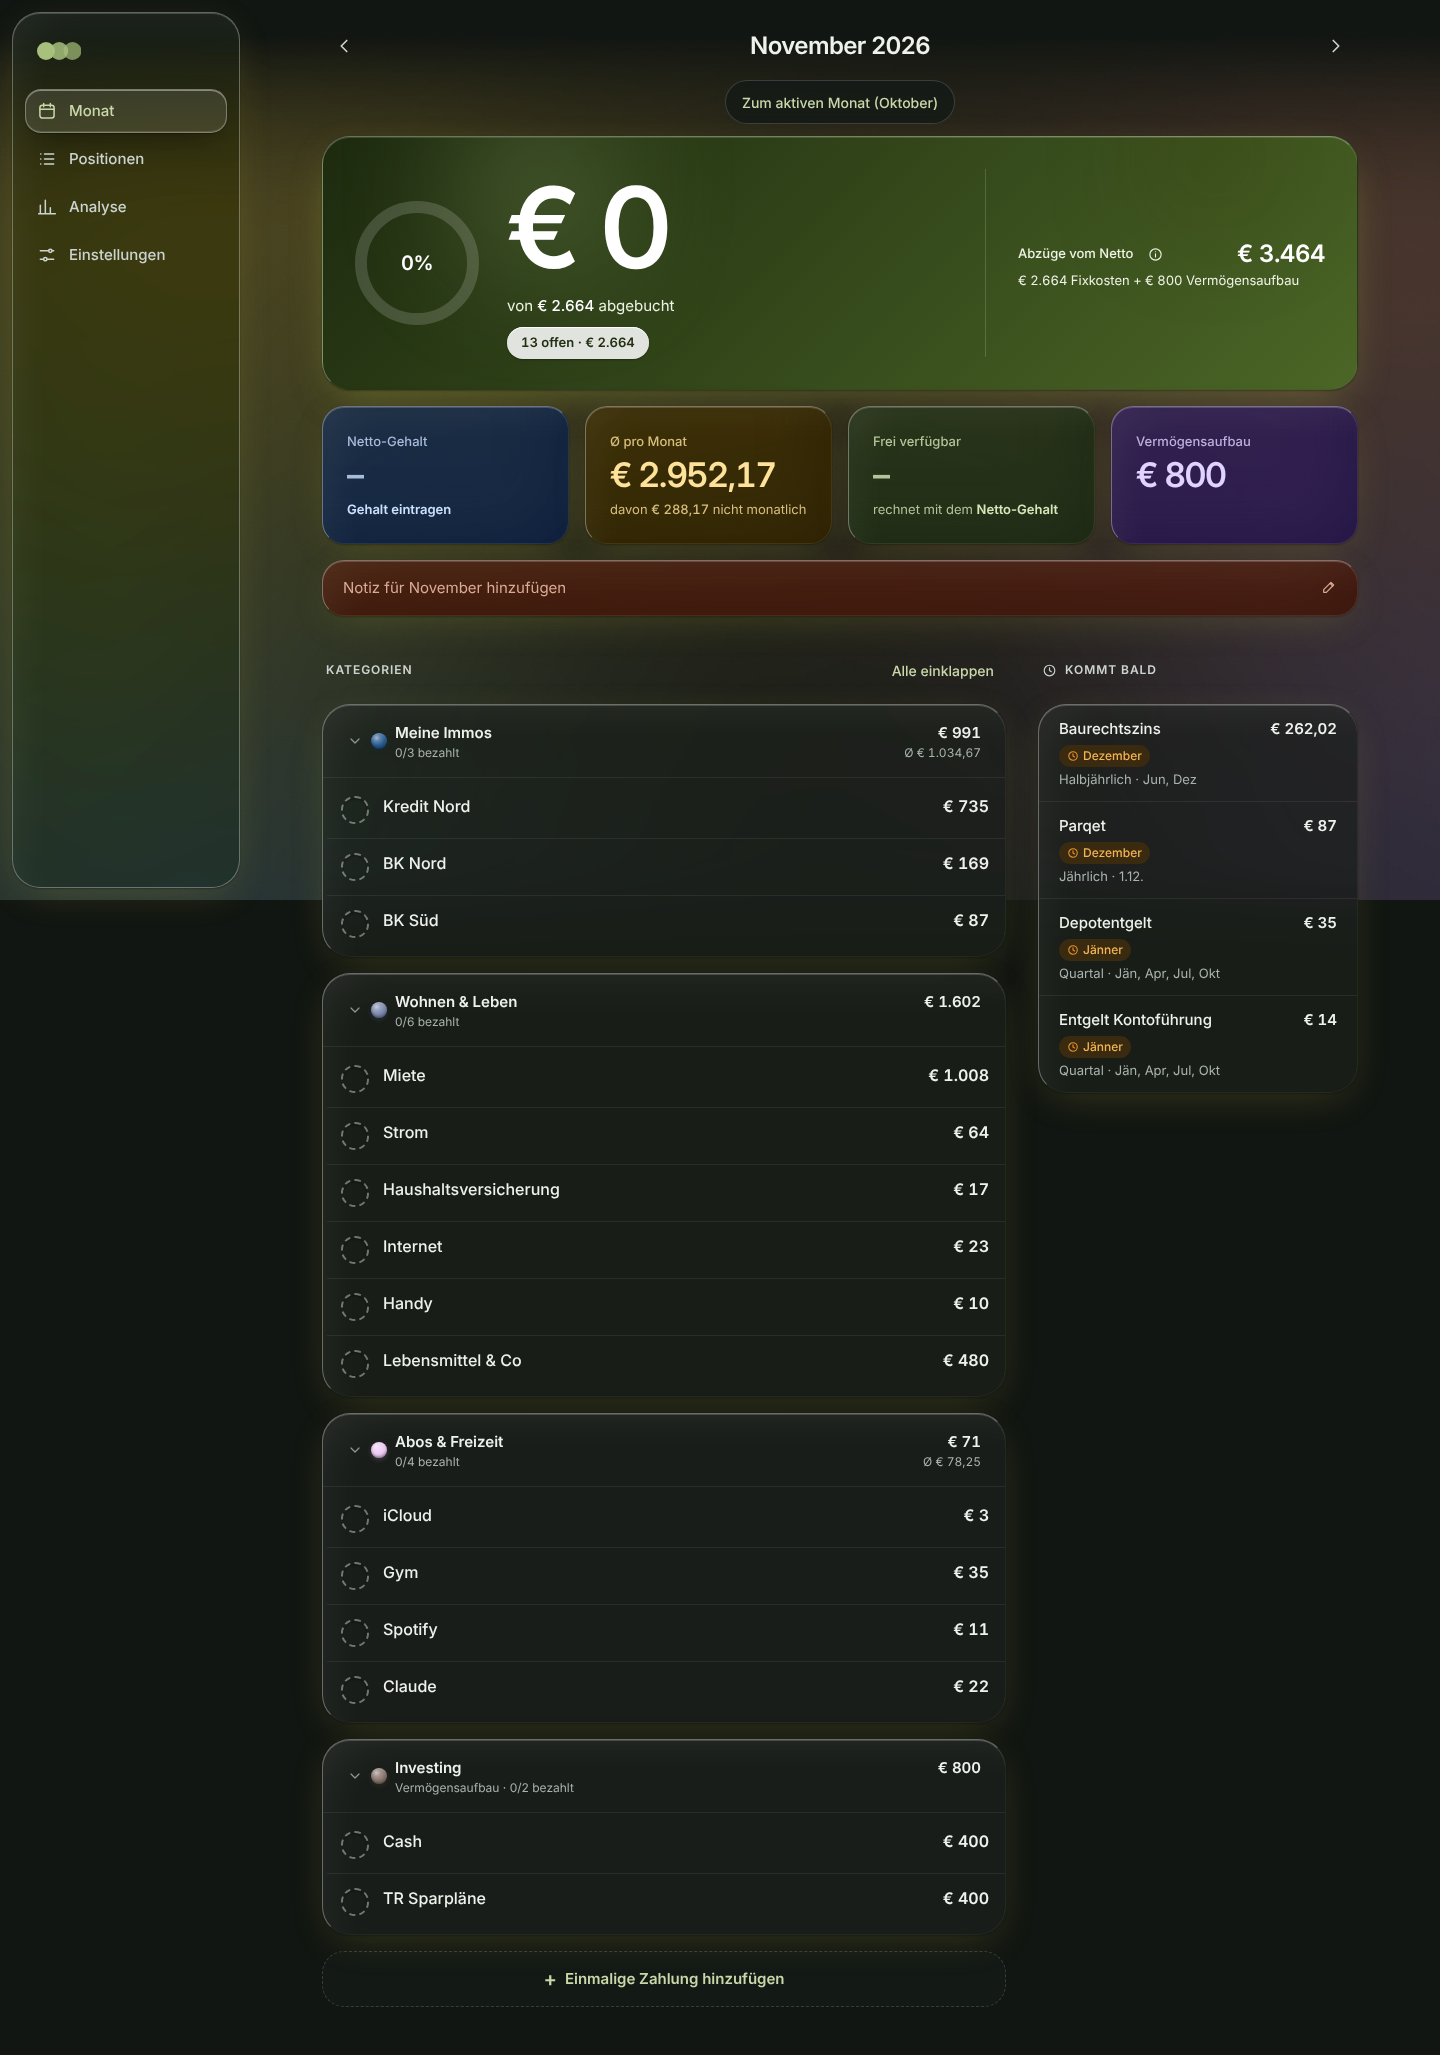 Monat
Positionen
Analyse
Einstellungen
November 2026
Zum aktiven Monat (Oktober)
0%
€ 0
von € 2.664 abgebucht
13 offen · € 2.664
Abzüge vom Netto € 3.464
€ 2.664 Fixkosten + € 800 Vermögensaufbau
Netto-Gehalt
–
Gehalt eintragen
Ø pro Monat
€ 2.952,17
davon € 288,17 nicht monatlich
Frei verfügbar
–
rechnet mit dem Netto-Gehalt
Vermögensaufbau
€ 800
Notiz für November hinzufügen
KATEGORIEN
Alle einklappen
Meine Immos € 991
0/3 bezahlt Ø € 1.034,67
Kredit Nord € 735
BK Nord € 169
BK Süd € 87
Wohnen & Leben € 1.602
0/6 bezahlt
Miete € 1.008
Strom € 64
Haushaltsversicherung € 17
Internet € 23
Handy € 10
Lebensmittel & Co € 480
Abos & Freizeit € 71
0/4 bezahlt Ø € 78,25
iCloud € 3
Gym € 35
Spotify € 11
Claude € 22
Investing € 800
Vermögensaufbau · 0/2 bezahlt
Cash € 400
TR Sparpläne € 400
+ Einmalige Zahlung hinzufügen
KOMMT BALD
Baurechtszins € 262,02
Dezember
Halbjährlich · Jun, Dez
Parqet € 87
Dezember
Jährlich · 1.12.
Depotentgelt € 35
Jänner
Quartal · Jän, Apr, Jul, Okt
Entgelt Kontoführung € 14
Jänner
Quartal · Jän, Apr, Jul, Okt